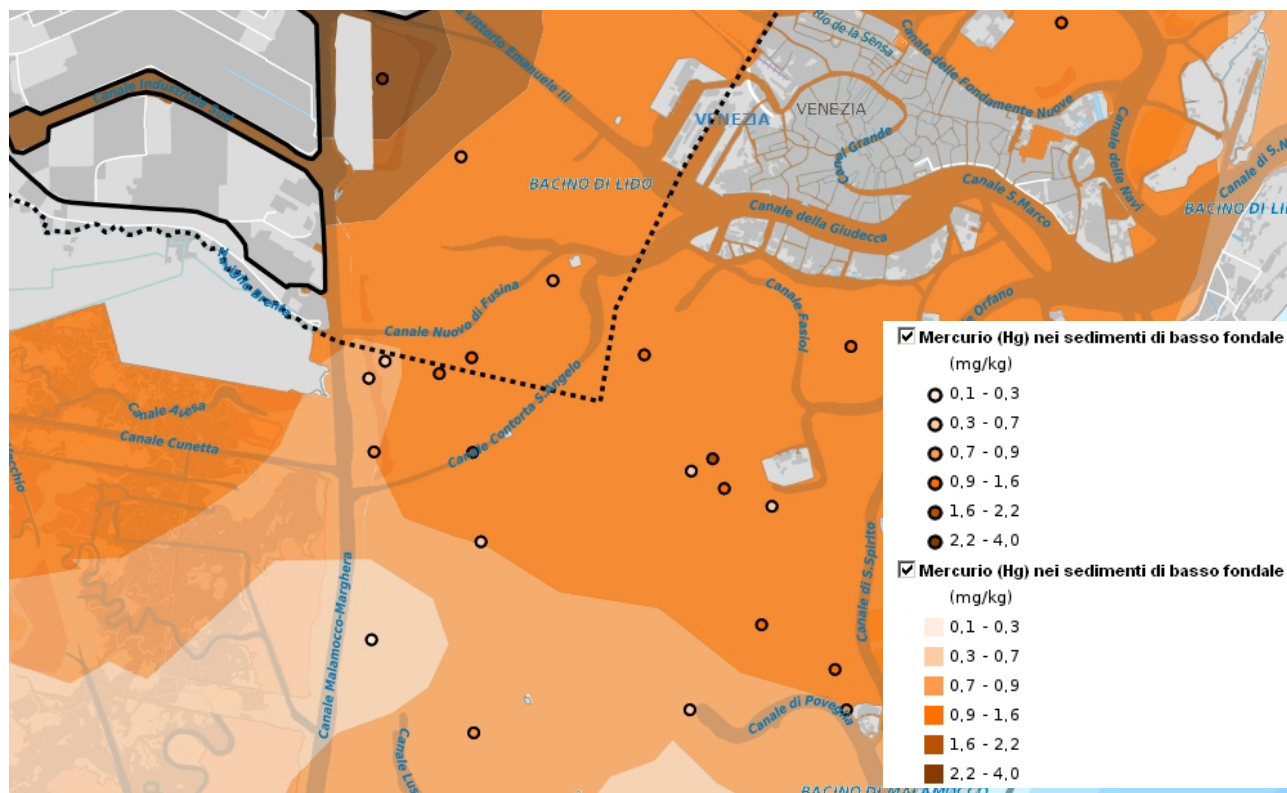 Vittorio Emanuele III
Rio de la Sensa
Canale delle Fondamente Nuove
Canale Industriale Sud
VENEZIA
VENEZIA
Canal Grande
Canale delle Navi
Canale di S.N
BACINO DI LIDO
Canale S.Marco
BACINO DI LI
Canale della Giudecca
Naviglio Brenta
Canale Nuovo di Fusina
Canale Fasiol
Orfano
Canale Contorta S.Angelo
Canale Avesa
Canale Cunetta
Canale di S.Spirito
Canale Malamocco-Marghera
Canale di Poveglia
Canale Lus
BACINO DI MALAMOCCO
Mercurio (Hg) nei sedimenti di basso fondale
(mg/kg)
0,1 - 0,3
0,3 - 0,7
0,7 - 0,9
0,9 - 1,6
1,6 - 2,2
2,2 - 4,0
Mercurio (Hg) nei sedimenti di basso fondale
(mg/kg)
0,1 - 0,3
0,3 - 0,7
0,7 - 0,9
0,9 - 1,6
1,6 - 2,2
2,2 - 4,0